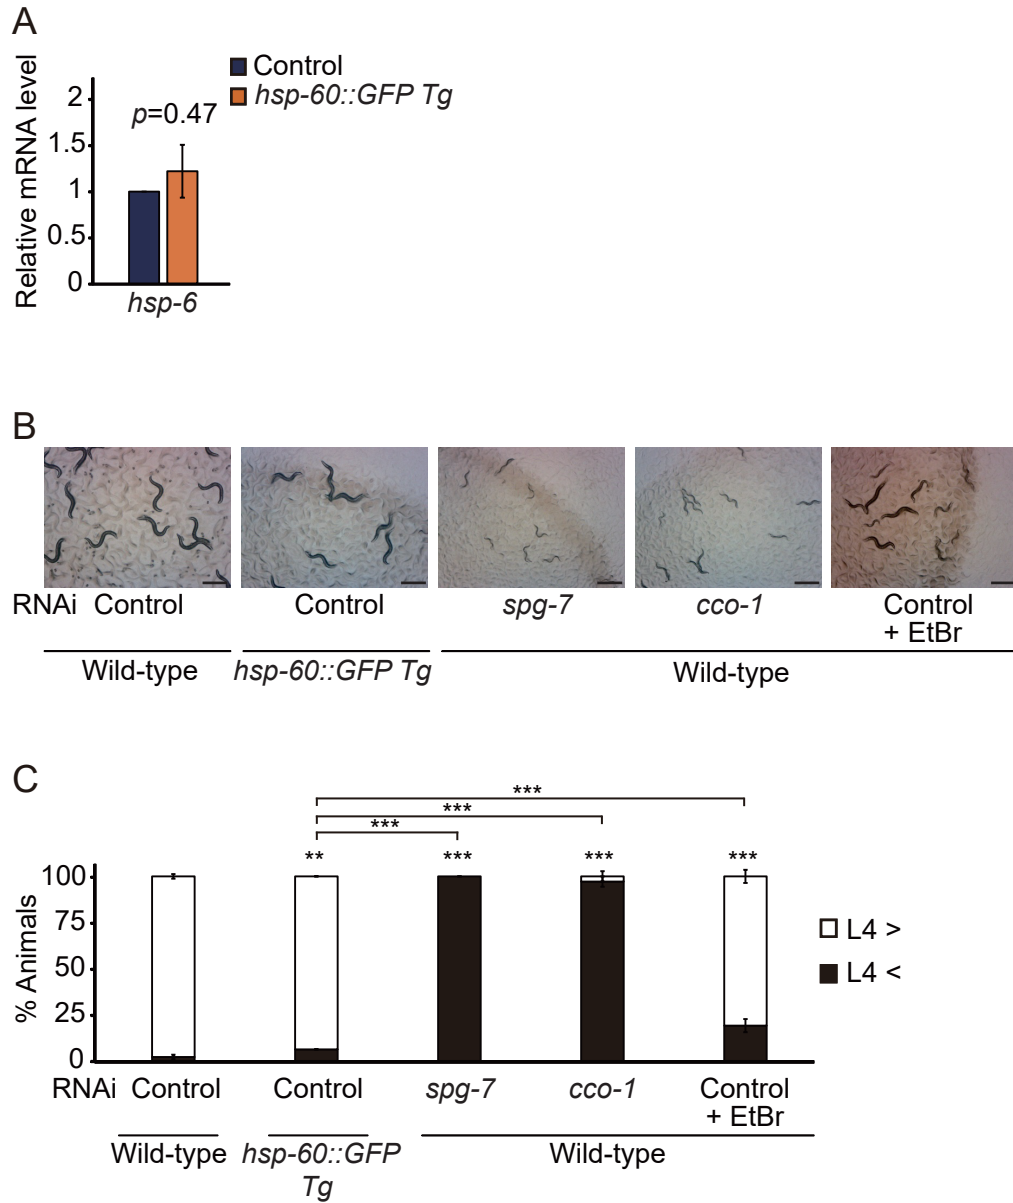 A
Control
hsp-60::GFP Tg
Relative mRNA level
2
1.5
1
0.5
0
p=0.47
hsp-6
B
RNAi Control Control spg-7 cco-1 Control
+ EtBr
Wild-type hsp-60::GFP Tg Wild-type
C
***
***
***
** *** *** ***
% Animals
100
75
50
25
0
L4 >
L4 <
RNAi Control Control spg-7 cco-1 Control
+ EtBr
Wild-type hsp-60::GFP Wild-type
Tg